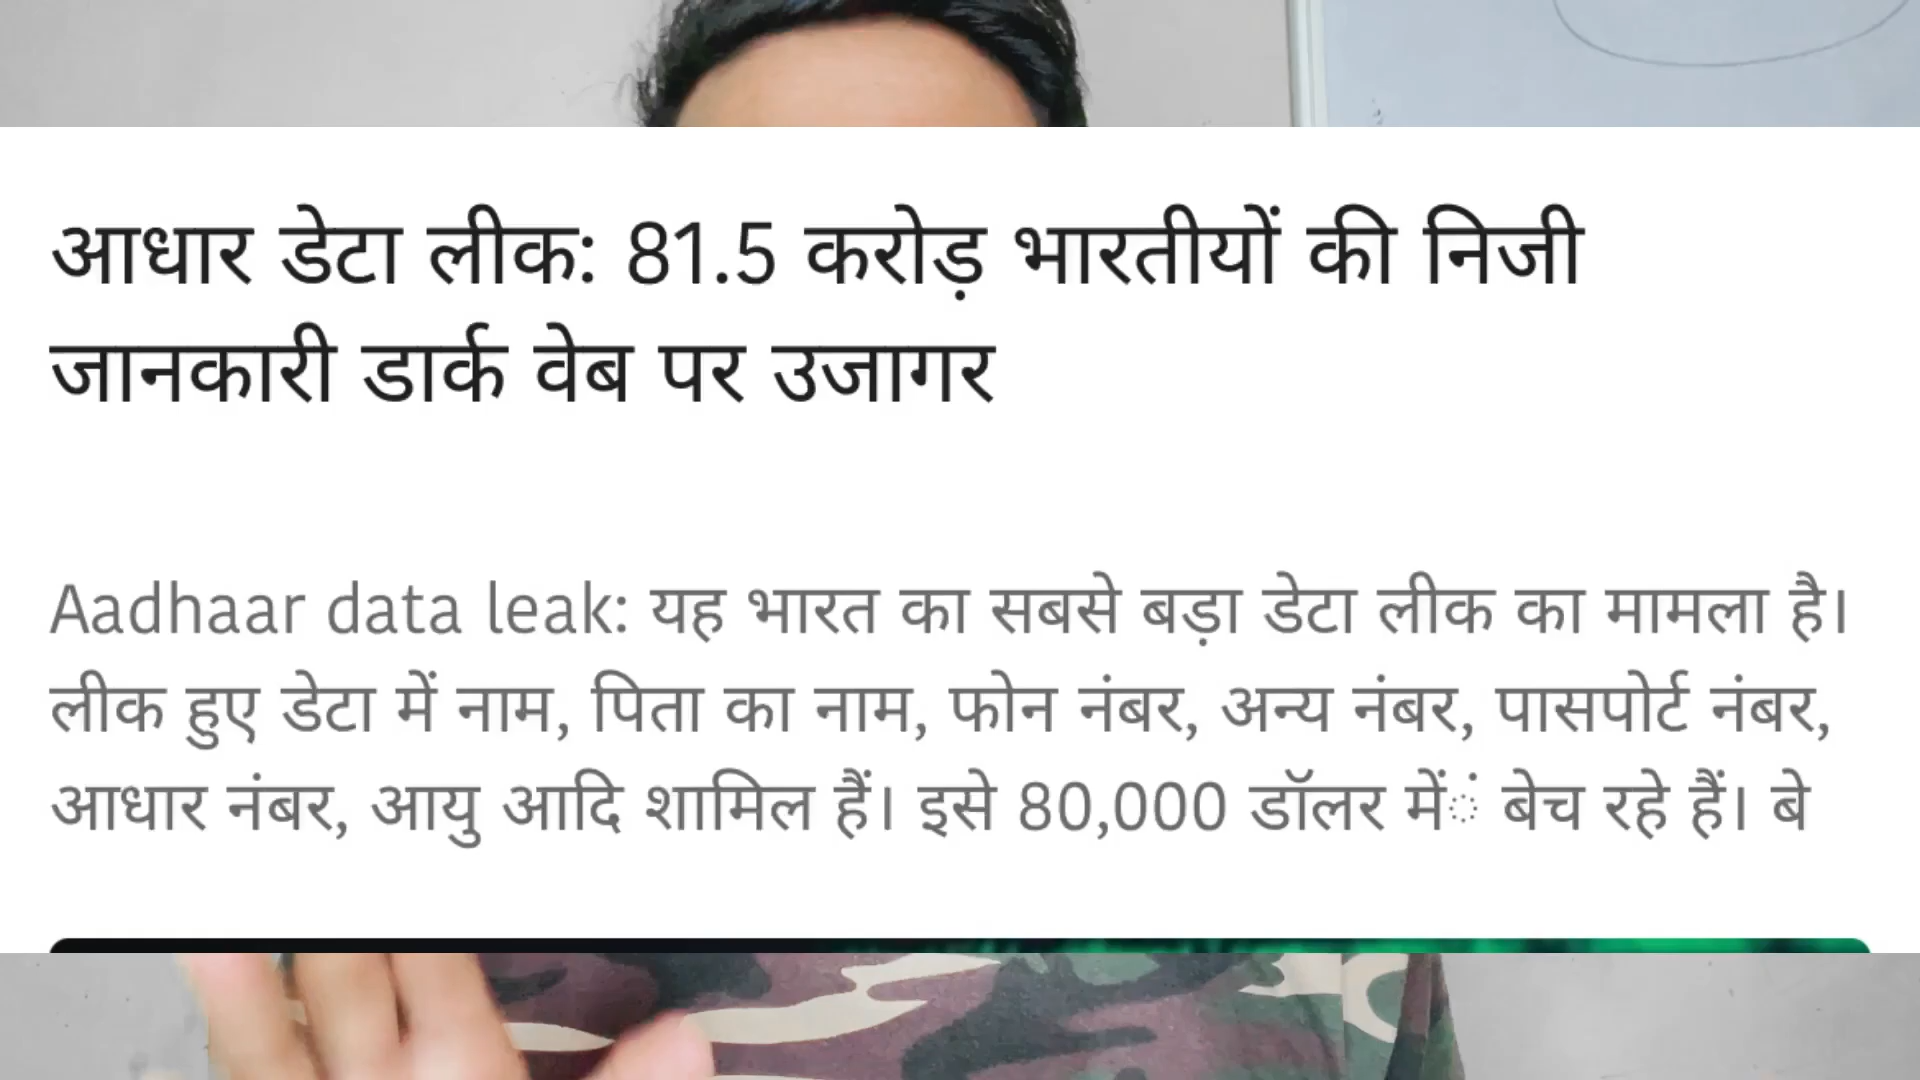 आधार डेटा लीक: 81.5 करोड़ भारतीयों की निजी
जानकारी डार्क वेब पर उजागर
Aadhaar data leak: यह भारत का सबसे बड़ा डेटा लीक का मामला है।
लीक हुए डेटा में नाम, पिता का नाम, फोन नंबर, अन्य नंबर, पासपोर्ट नंबर,
आधार नंबर, आयु आदि शामिल हैं। इसे 80,000 डॉलर मेंं बेच रहे हैं। बे